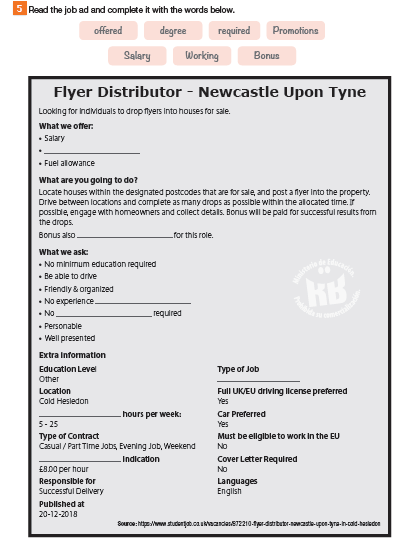 5 Read the job ad and complete it with the words below.
offered degree required Promotions
Salary Working Bonus
Flyer Distributor - Newcastle Upon Tyne
Looking for individuals to drop flyers into houses for sale.
What we offer:
• Salary
• ____________________
• Fuel allowance
What are you going to do?
Locate houses within the designated postcodes that are for sale, and post a flyer into the property.
Drive between locations and complete as many drops as possible within the allocated time. If
possible, engage with homeowners and collect details. Bonus will be paid for successful results from
the drops.
Bonus also ____________________ for this role.
What we ask:
• No minimum education required
• Be able to drive
• Friendly & organized
• No experience ____________________
• No ____________________ required
• Personable
• Well presented
Extra information
Education Level
Other
Location
Cold Hesledon
____________________ hours per week:
5 - 25
Type of Contract
Casual / Part Time Jobs, Evening Job, Weekend
____________________ indication
£8.00 per hour
Responsible for
Successful Delivery
Published at
20-12-2018
Type of Job
____________________
Full UK/EU driving license preferred
Yes
Car Preferred
Yes
Must be eligible to work in the EU
No
Cover Letter Required
No
Languages
English
Source: https://www.studentjob.co.uk/vacancies/872210-flyer-distributor-newcastle-upon-tyne-in-cold-hesledon
Ministerio de Educación